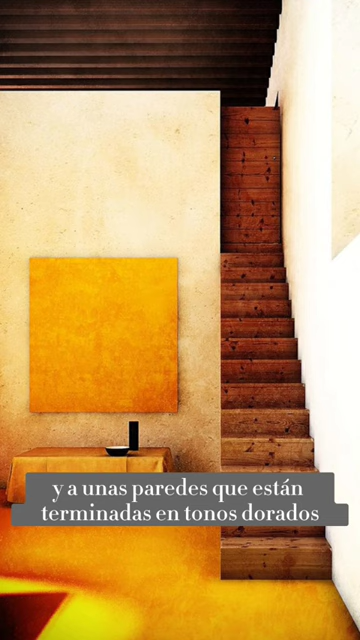 y a unas paredes que están
terminadas en tonos dorados